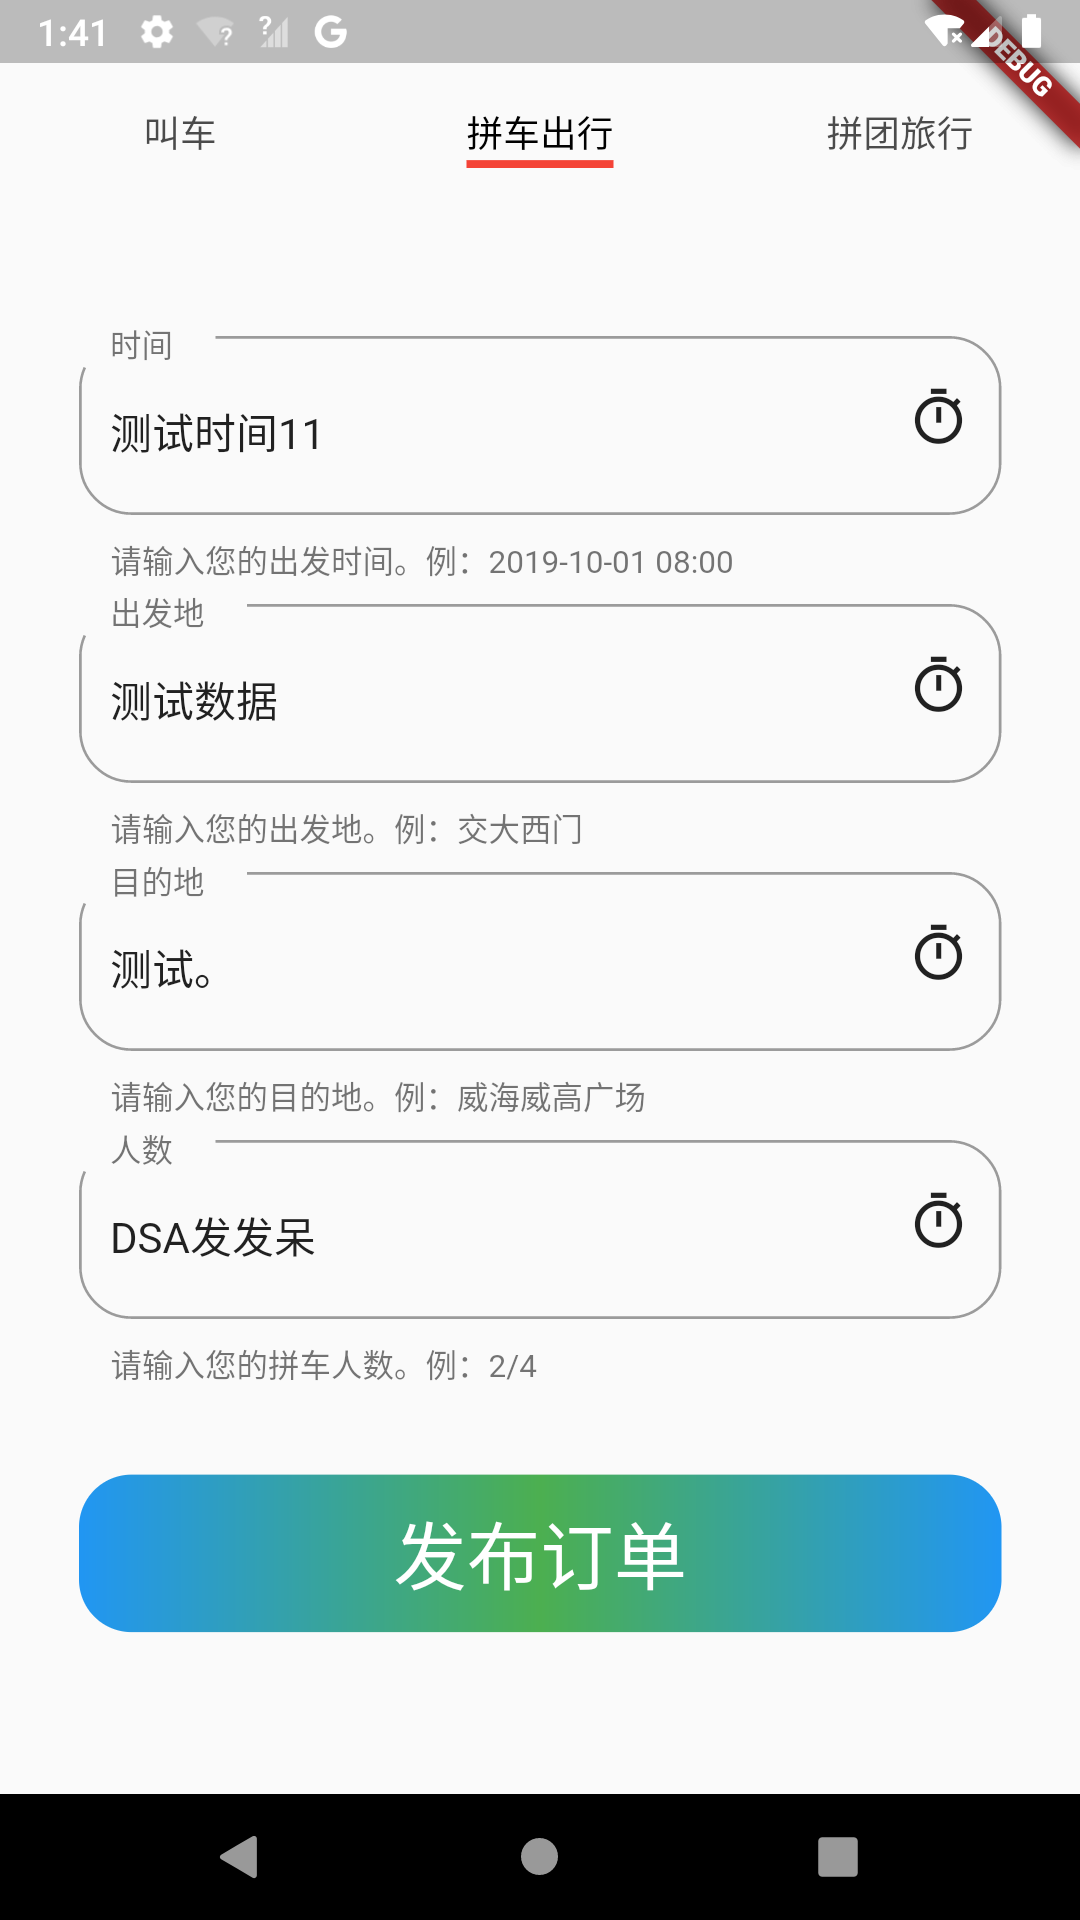 1:41
DEBUG
叫车
拼车出行
拼团旅行
时间
测试时间11
请输入您的出发时间。例：2019-10-01 08:00
出发地
测试数据
请输入您的出发地。例：交大西门
目的地
测试。
请输入您的目的地。例：威海威高广场
人数
DSA发发呆
请输入您的拼车人数。例：2/4
发布订单